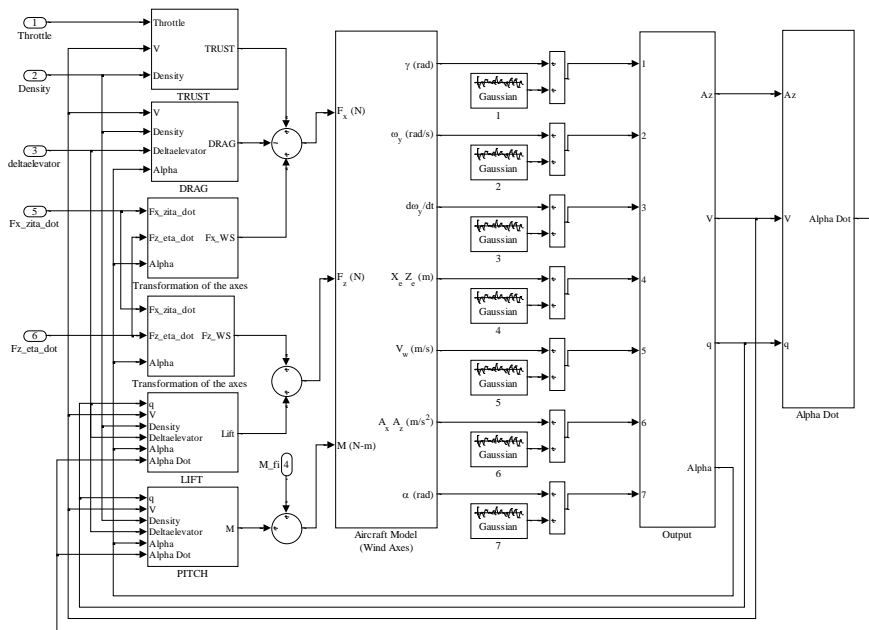 1
Throttle
2
Density
3
deltaelevator
5
Fx_zita_dot
6
Fz_eta_dot
Throttle
V
Density
TRUST
TRUST
V
Density
Deltaelevator
Alpha
DRAG
DRAG
Fx_zita_dot
Fz_eta_dot
Alpha
Fx_WS
Transformation of the axes
Fx_zita_dot
Fz_eta_dot
Alpha
Fz_WS
Transformation of the axes
q
V
Density
Deltaelevator
Alpha
Alpha Dot
Lift
LIFT
q
V
Density
Deltaelevator
Alpha
Alpha Dot
M
PITCH
M_fi
4
F_x (N)
F_z (N)
M (N-m)
γ (rad)
ω_y (rad/s)
dω_y/dt
X_e Z_e (m)
V_w (m/s)
A_x A_z (m/s²)
α (rad)
Aircraft Model
(Wind Axes)
Gaussian
1
Gaussian
2
Gaussian
3
Gaussian
4
Gaussian
5
Gaussian
6
Gaussian
7
1
2
3
4
5
6
7
Az
V
q
Alpha
Output
Az
V
q
Alpha Dot
Alpha Dot